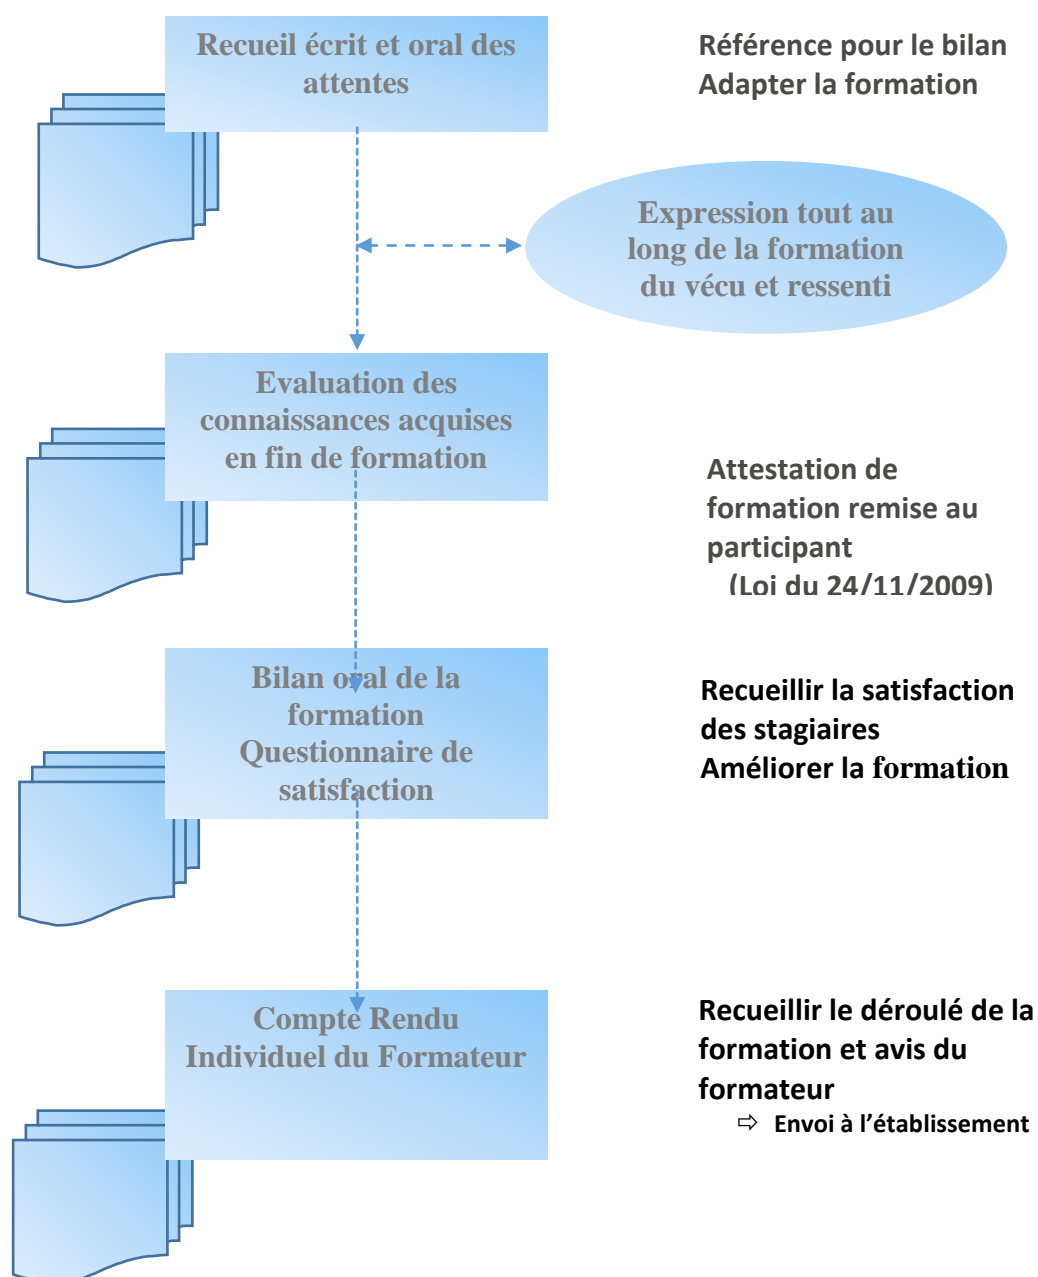 Recueil écrit et oral des
attentes
Référence pour le bilan
Adapter la formation
Expression tout au
long de la formation
du vécu et ressenti
Evaluation des
connaissances acquises
en fin de formation
Attestation de
formation remise au
participant
(Loi du 24/11/2009)
Bilan oral de la
formation
Questionnaire de
satisfaction
Recueillir la satisfaction
des stagiaires
Améliorer la formation
Compte Rendu
Individuel du Formateur
Recueillir le déroulé de la
formation et avis du
formateur
⇨ Envoi à l’établissement